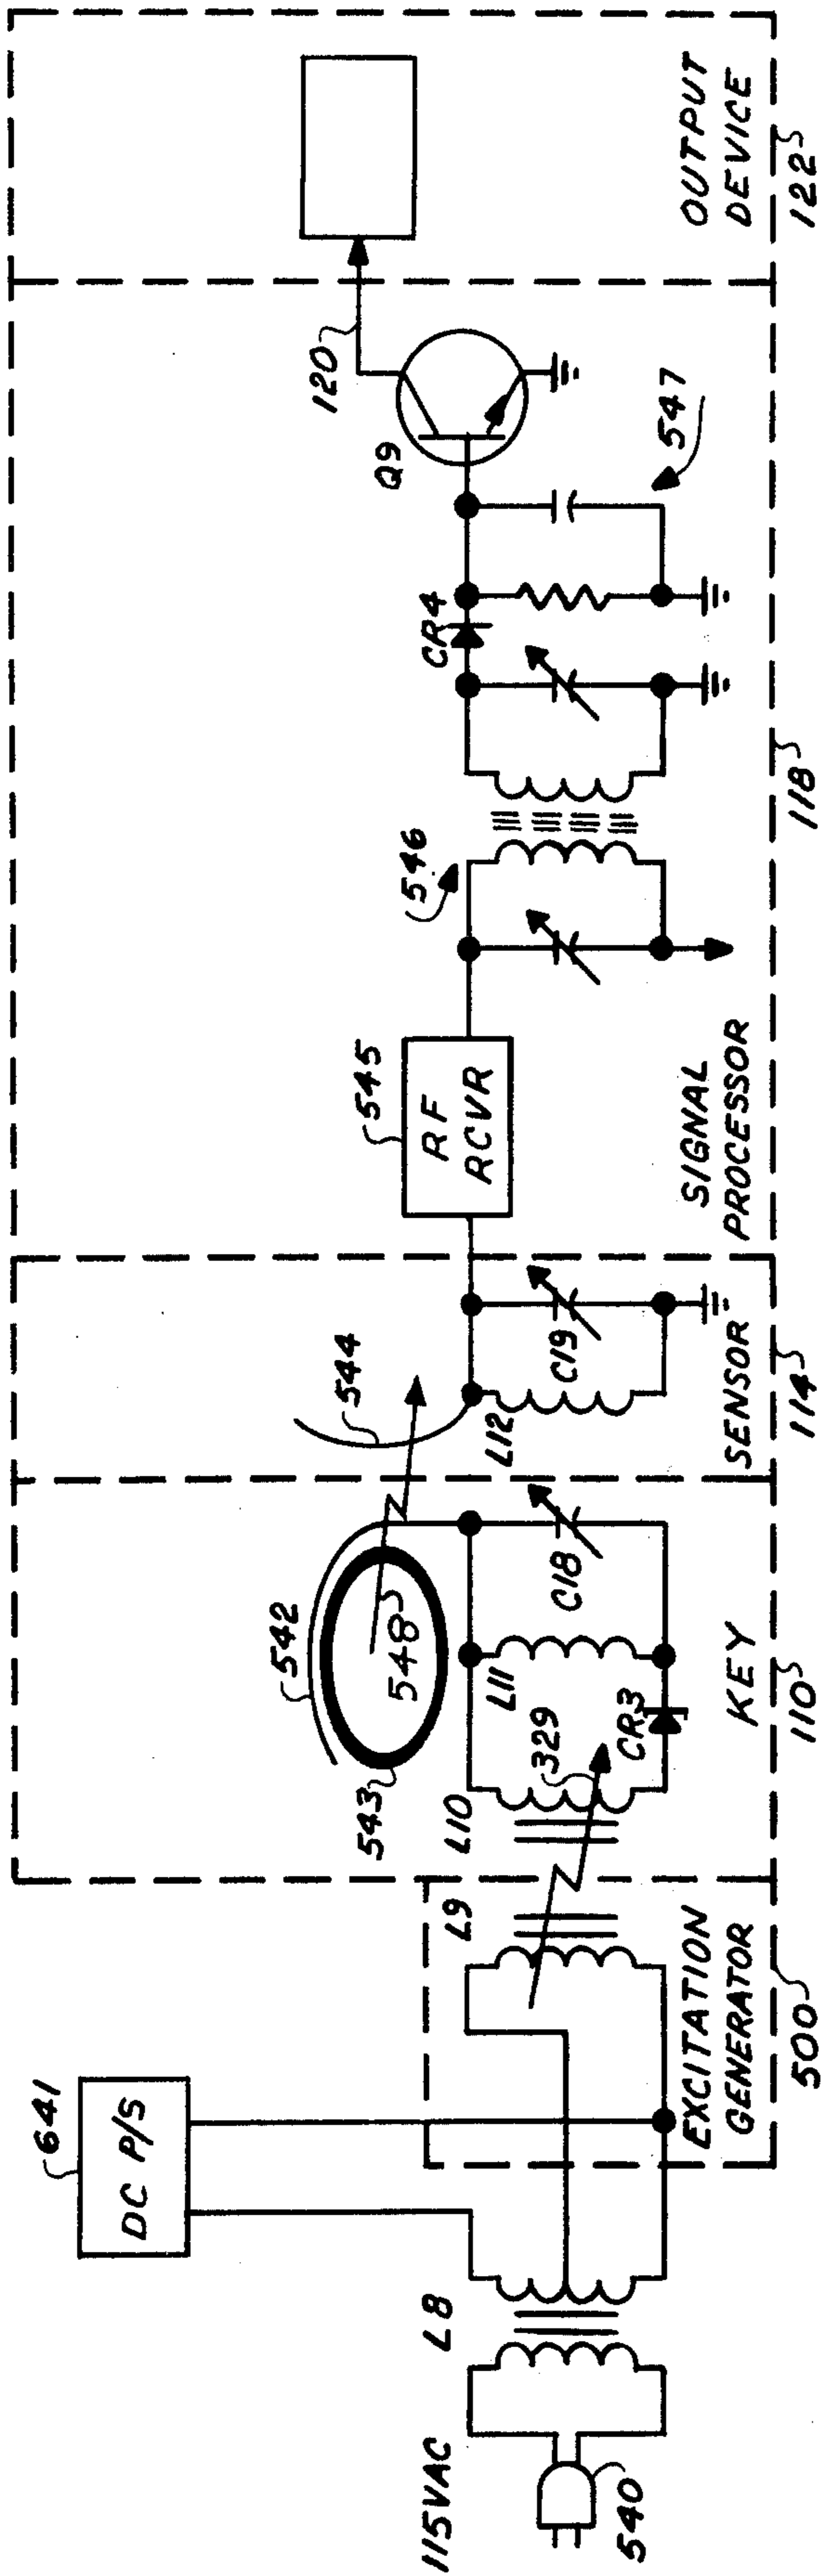 115VAC
540
L8
641
DC P/S
L9
EXCITATION
GENERATOR
500
L10
329
CR3
L11
C18
543
542
548
KEY
110
544
L12
C19
SENSOR
114
545
RF
RCVR
546
SIGNAL
PROCESSOR
118
CR4
547
Q9
120
OUTPUT
DEVICE
122